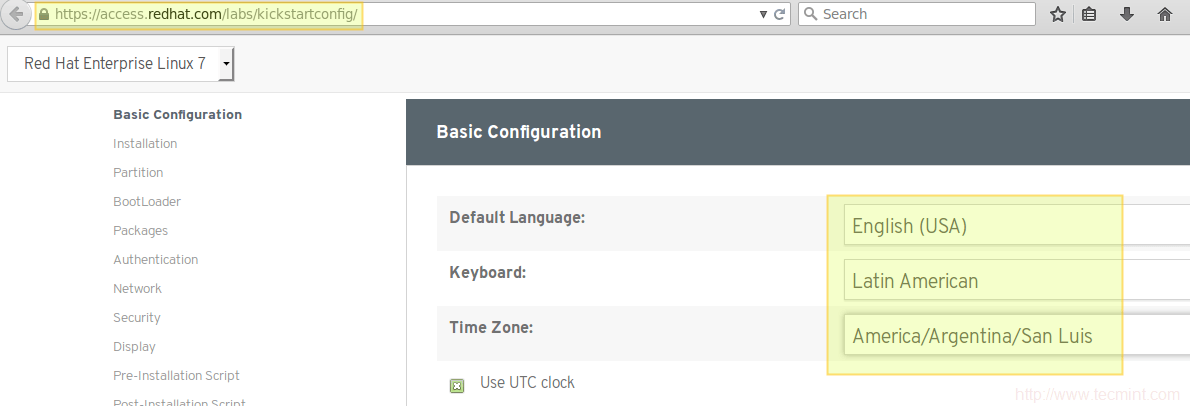 https://access.redhat.com/labs/kickstartconfig/
Search
Red Hat Enterprise Linux 7
Basic Configuration
Installation
Partition
BootLoader
Packages
Authentication
Network
Security
Display
Pre-Installation Script
Post-Installation Script
Basic Configuration
Default Language:
English (USA)
Keyboard:
Latin American
Time Zone:
America/Argentina/San Luis
Use UTC clock
http://www.tecmint.com